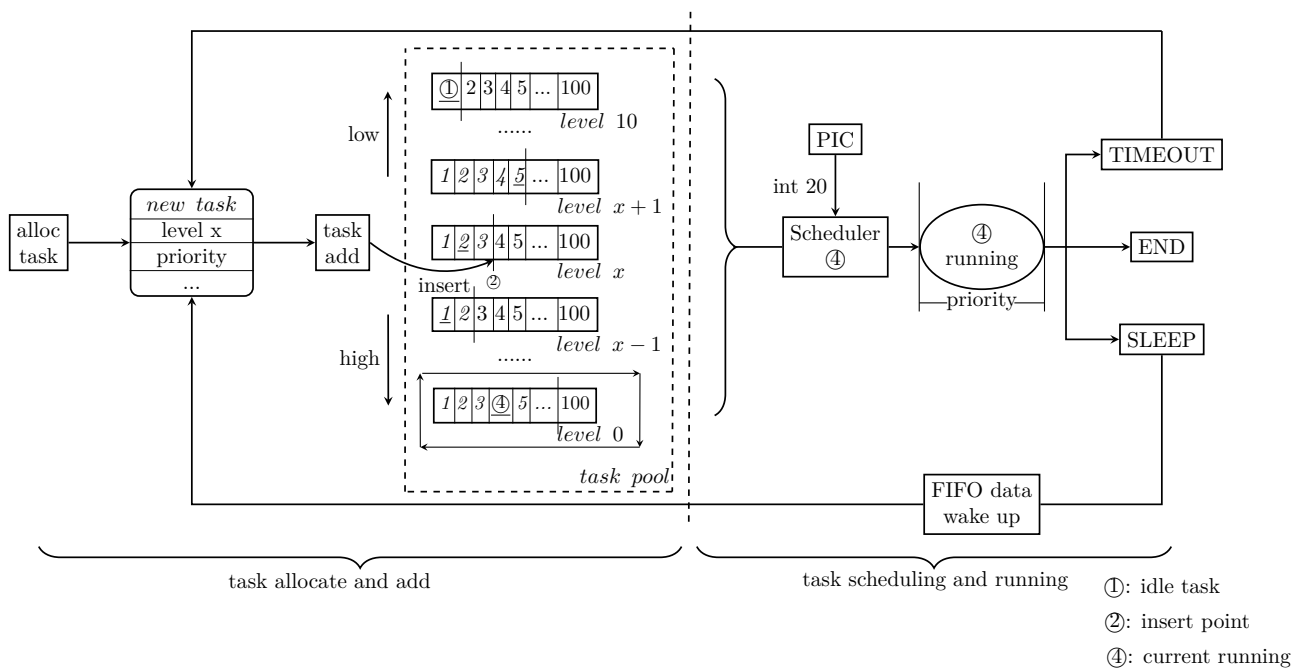 ① 2 3 4 5 ... 100
level 10
......
low
1 2 3 4 5 ... 100
level x + 1
alloc
task
new task
level x
priority
...
task
add
1 2 3 4 5 ... 100
level x
insert ②
1 2 3 4 5 ... 100
level x − 1
......
high
1 2 3 ④ 5 ... 100
level 0
task pool
PIC
int 20
Scheduler
④
④
running
priority
TIMEOUT
END
SLEEP
FIFO data
wake up
task allocate and add
task scheduling and running
①: idle task
②: insert point
④: current running